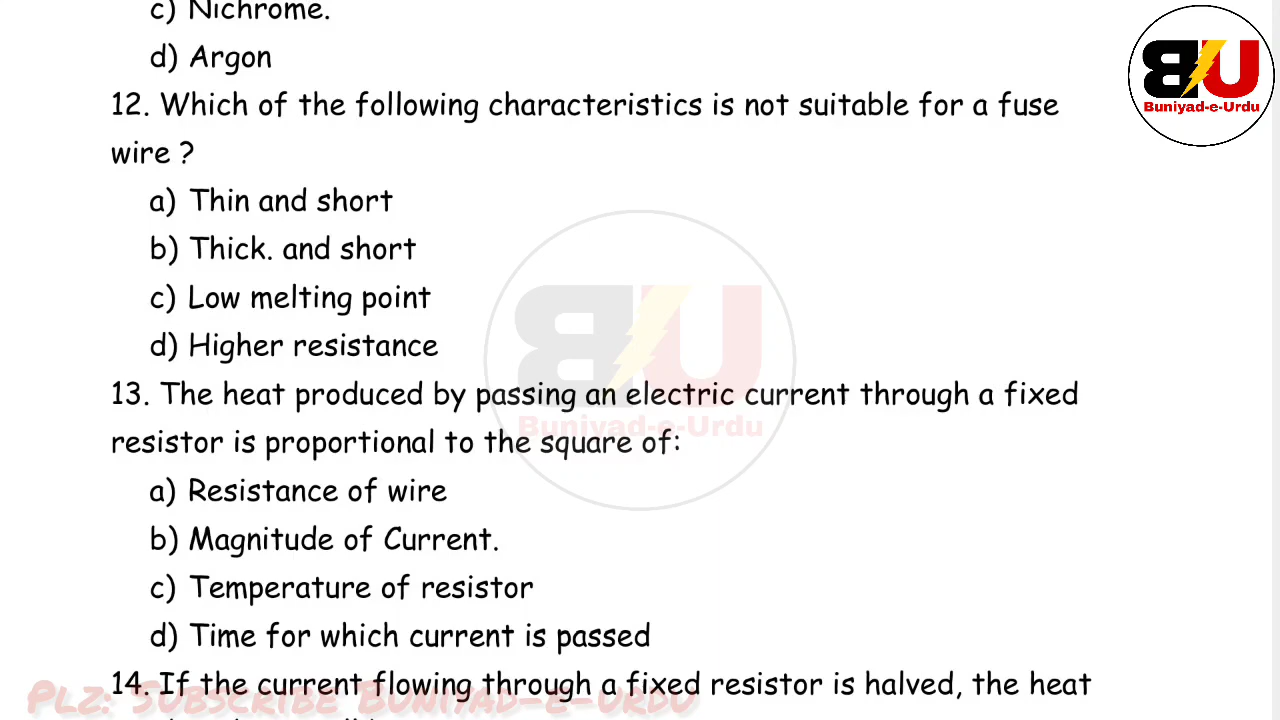 c) Nichrome.
d) Argon
12. Which of the following characteristics is not suitable for a fuse
wire ?
a) Thin and short
b) Thick. and short
c) Low melting point
d) Higher resistance
13. The heat produced by passing an electric current through a fixed
resistor is proportional to the square of:
a) Resistance of wire
b) Magnitude of Current.
c) Temperature of resistor
d) Time for which current is passed
14. If the current flowing through a fixed resistor is halved, the heat
BU
Buniyad-e-Urdu
BU
Buniyad-e-Urdu
Plz: Subscribe Buniyad-e-urdu